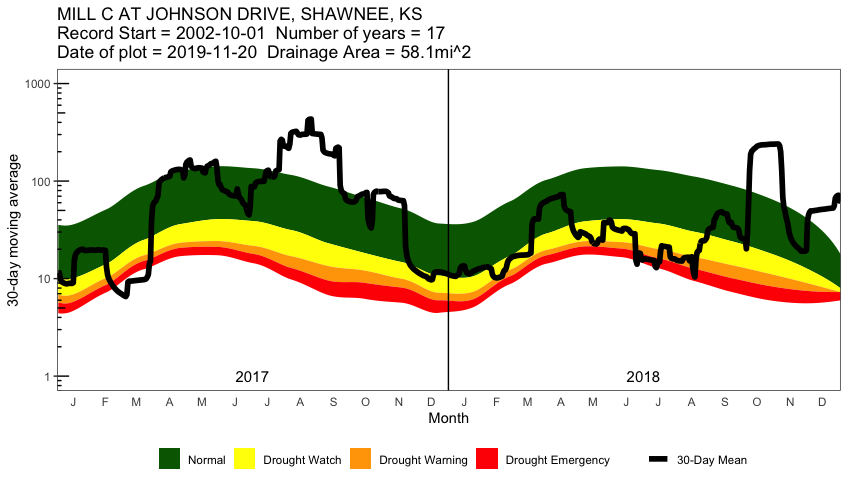 MILL C AT JOHNSON DRIVE, SHAWNEE, KS
Record Start = 2002-10-01  Number of years = 17
Date of plot = 2019-11-20  Drainage Area = 58.1mi^2
1000
100
10
1
30-day moving average
2017 2018
J F M A M J J A S O N D J F M A M J J A S O N D
Month
Normal Drought Watch Drought Warning Drought Emergency 30-Day Mean